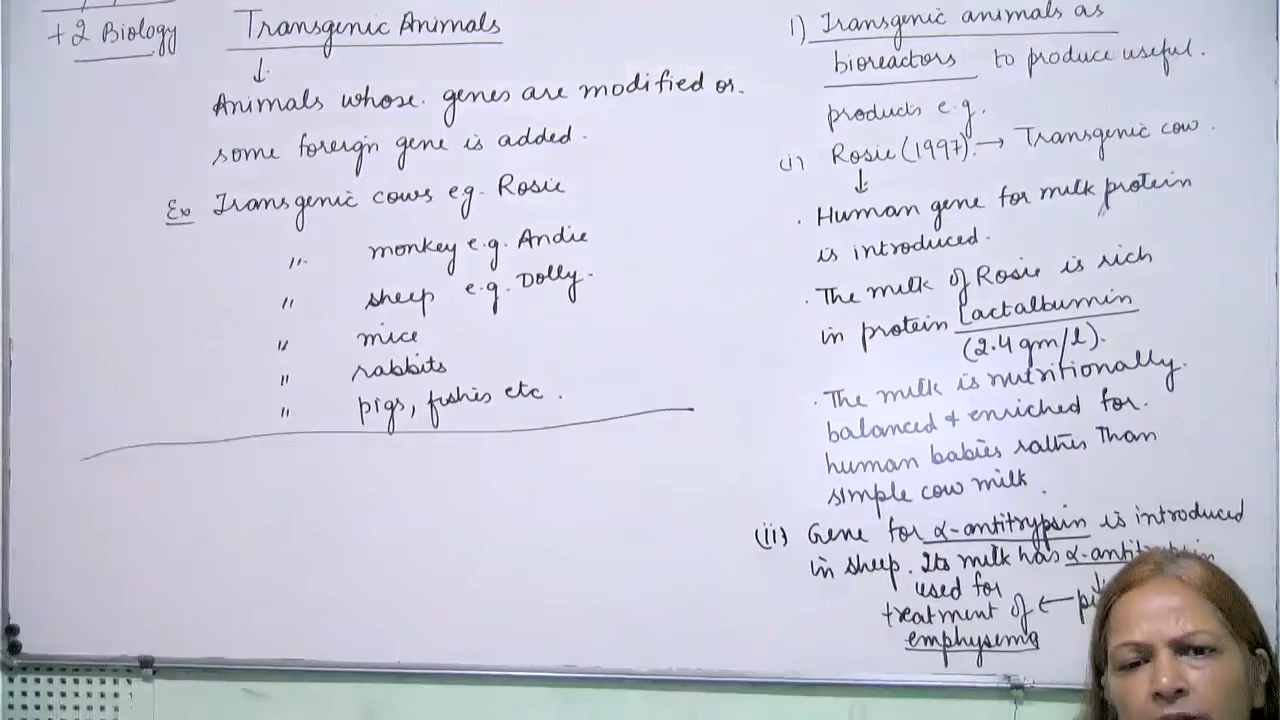 +2 Biology
Transgenic Animals
↓
Animals whose genes are modified or
some foreign gene is added.
Ex Transgenic cows e.g. Rosie
" monkey e.g. Andie
" sheep e.g. Dolly.
" mice
" rabbits
" pigs, fishes etc.
1) Transgenic animals as
bioreactors to produce useful
products e.g.
(i) Rosie (1997) → Transgenic cow.
↓
. Human gene for milk protein
is introduced.
. The milk of Rosie is rich
in protein Lactalbumin
(2.4 gm/l).
. The milk is nutritionally
balanced & enriched for
human babies rather than
simple cow milk.
(ii) Gene for α-antitrypsin is introduced
in sheep. Its milk has
used for
treatment of ←
emphysema